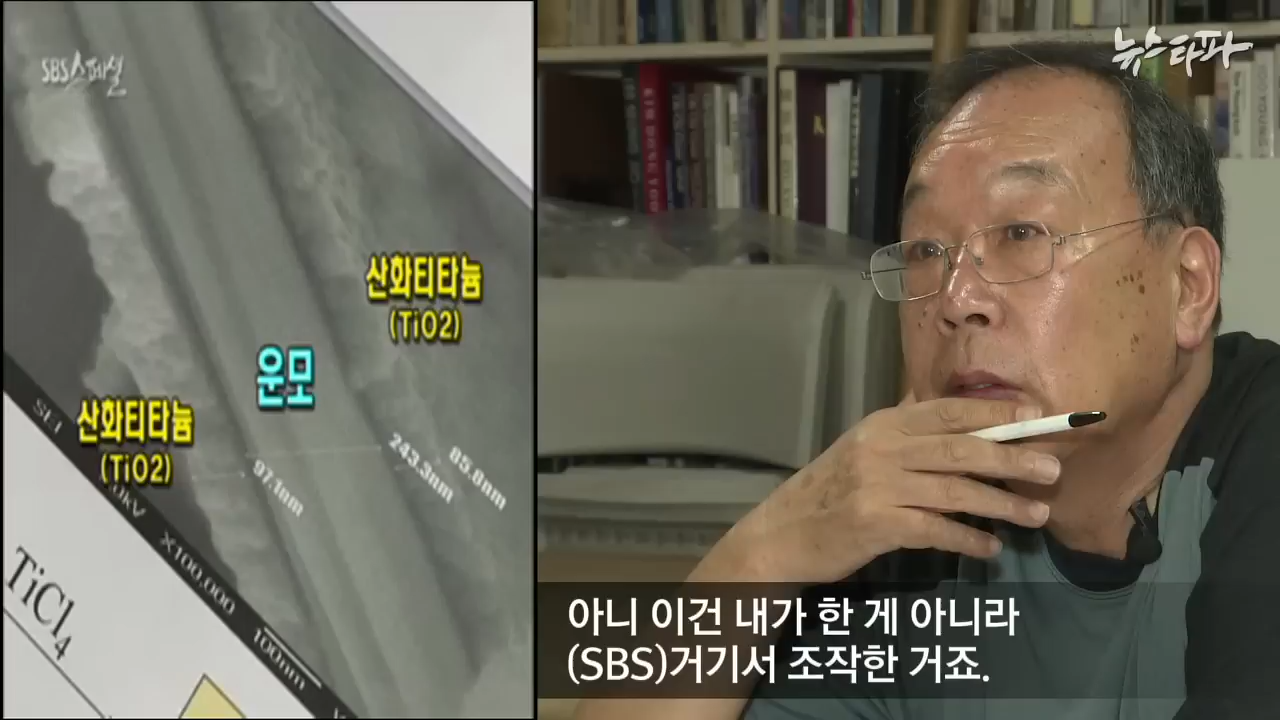 SBS스페셜
뉴스타파
산화티타늄
(TiO2)
운모
산화티타늄
(TiO2)
97.1nm
243.3nm
85.8nm
SEI
X100,000
100nm
TiCl4
아니 이건 내가 한 게 아니라
(SBS)거기서 조작한 거죠.